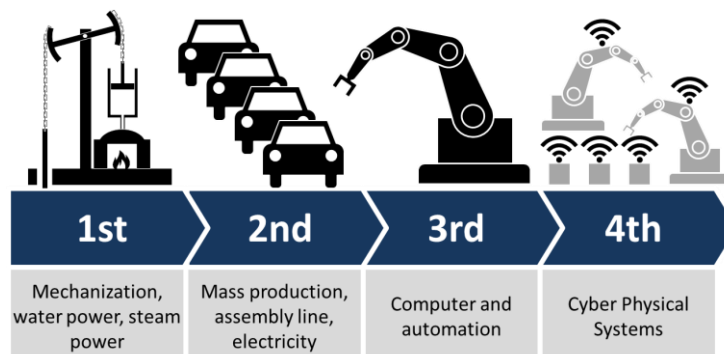 1st
2nd
3rd
4th
Mechanization,
water power, steam
power
Mass production,
assembly line,
electricity
Computer and
automation
Cyber Physical
Systems